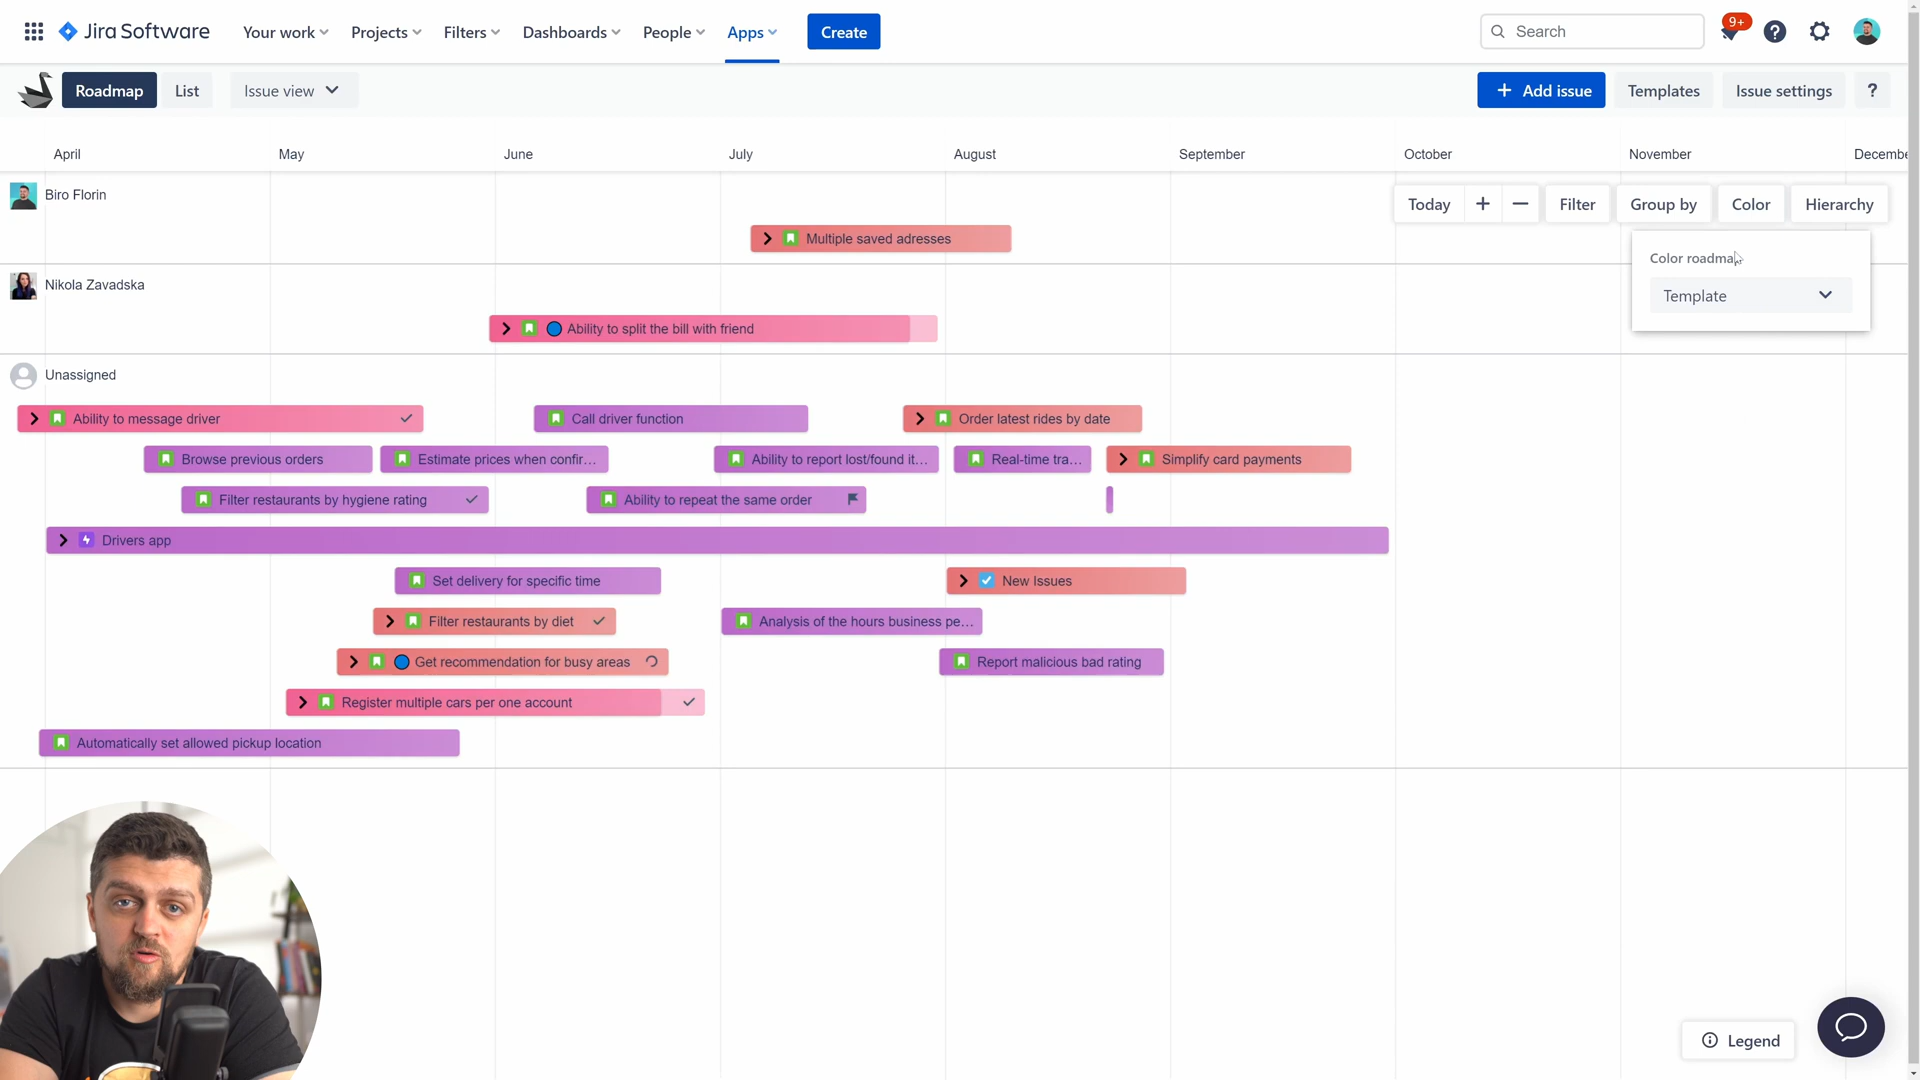 Jira Software
Your work
Projects
Filters
Dashboards
People
Apps
Create
Search
9+
?
Roadmap
List
Issue view
+ Add issue
Templates
Issue settings
?
April
May
June
July
August
September
October
November
Decembe
Biro Florin
Today
+
−
Filter
Group by
Color
Hierarchy
Multiple saved adresses
Color roadmap
Template
Nikola Zavadska
Ability to split the bill with friend
Unassigned
Ability to message driver
Call driver function
Order latest rides by date
Browse previous orders
Estimate prices when confir...
Ability to report lost/found it...
Real-time tra...
Simplify card payments
Filter restaurants by hygiene rating
Ability to repeat the same order
Drivers app
Set delivery for specific time
New Issues
Filter restaurants by diet
Analysis of the hours business pe...
Get recommendation for busy areas
Report malicious bad rating
Register multiple cars per one account
Automatically set allowed pickup location
Legend